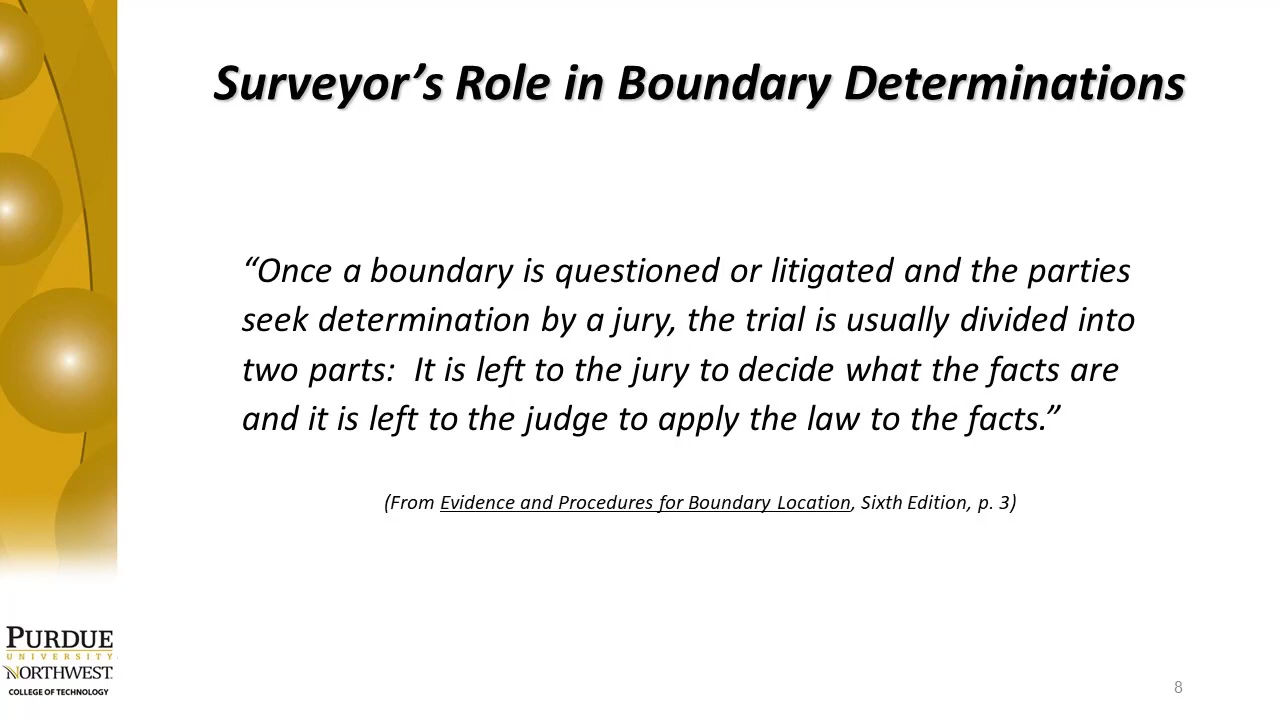 Surveyor’s Role in Boundary Determinations
“Once a boundary is questioned or litigated and the parties
seek determination by a jury, the trial is usually divided into
two parts:  It is left to the jury to decide what the facts are
and it is left to the judge to apply the law to the facts.”
(From Evidence and Procedures for Boundary Location, Sixth Edition, p. 3)
PURDUE
UNIVERSITY
NORTHWEST
COLLEGE OF TECHNOLOGY
8